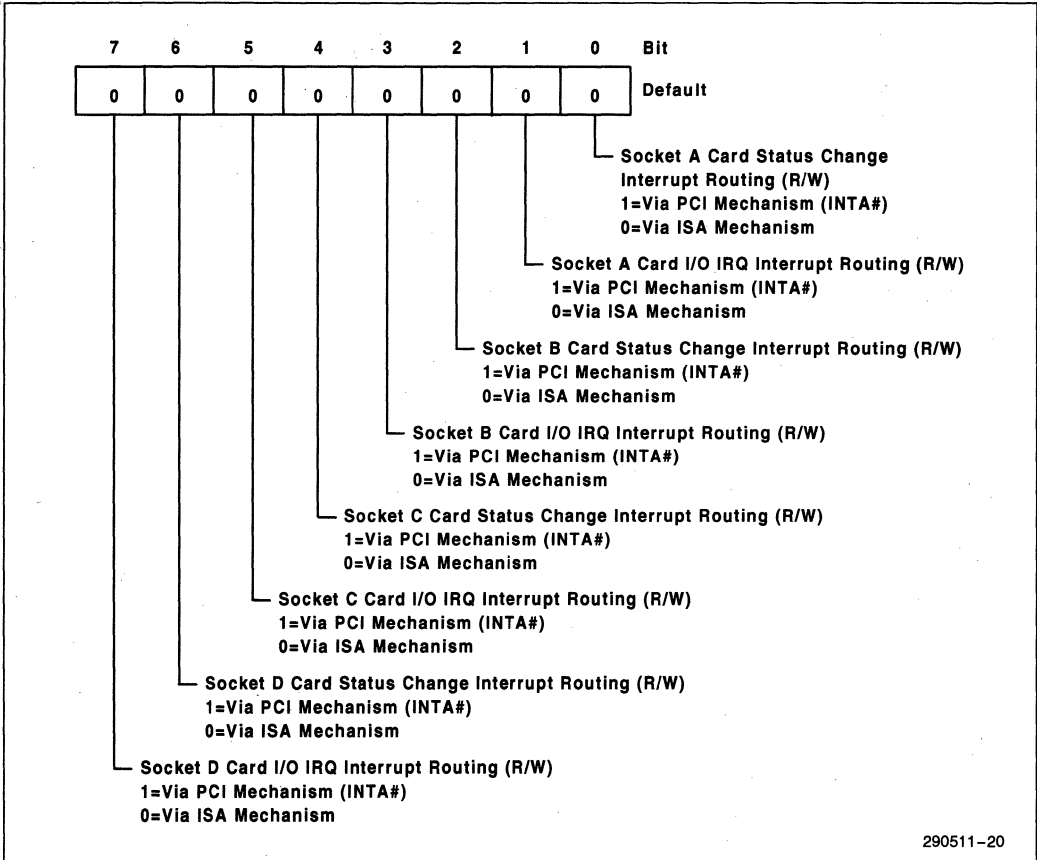 7 6 5 4 3 2 1 0 Bit
0 0 0 0 0 0 0 0 Default
Socket A Card Status Change
Interrupt Routing (R/W)
1=Via PCI Mechanism (INTA#)
0=Via ISA Mechanism
Socket A Card I/O IRQ Interrupt Routing (R/W)
1=Via PCI Mechanism (INTA#)
0=Via ISA Mechanism
Socket B Card Status Change Interrupt Routing (R/W)
1=Via PCI Mechanism (INTA#)
0=Via ISA Mechanism
Socket B Card I/O IRQ Interrupt Routing (R/W)
1=Via PCI Mechanism (INTA#)
0=Via ISA Mechanism
Socket C Card Status Change Interrupt Routing (R/W)
1=Via PCI Mechanism (INTA#)
0=Via ISA Mechanism
Socket C Card I/O IRQ Interrupt Routing (R/W)
1=Via PCI Mechanism (INTA#)
0=Via ISA Mechanism
Socket D Card Status Change Interrupt Routing (R/W)
1=Via PCI Mechanism (INTA#)
0=Via ISA Mechanism
Socket D Card I/O IRQ Interrupt Routing (R/W)
1=Via PCI Mechanism (INTA#)
0=Via ISA Mechanism
290511-20